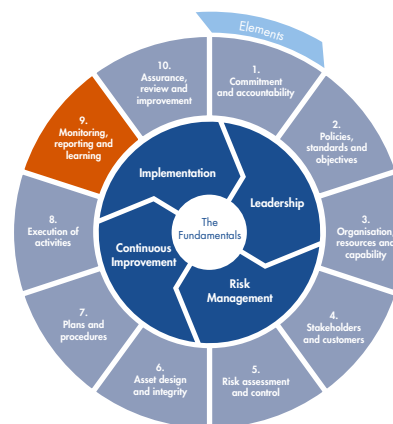 Elements
1.
Commitment
and accountability
2.
Policies,
standards and
objectives
3.
Organisation,
resources and
capability
4.
Stakeholders
and customers
5.
Risk assessment
and control
6.
Asset design
and integrity
7.
Plans and
procedures
8.
Execution of
activities
9.
Monitoring,
reporting and
learning
10.
Assurance,
review and
improvement
Implementation
Leadership
Risk
Management
Continuous
Improvement
The
Fundamentals